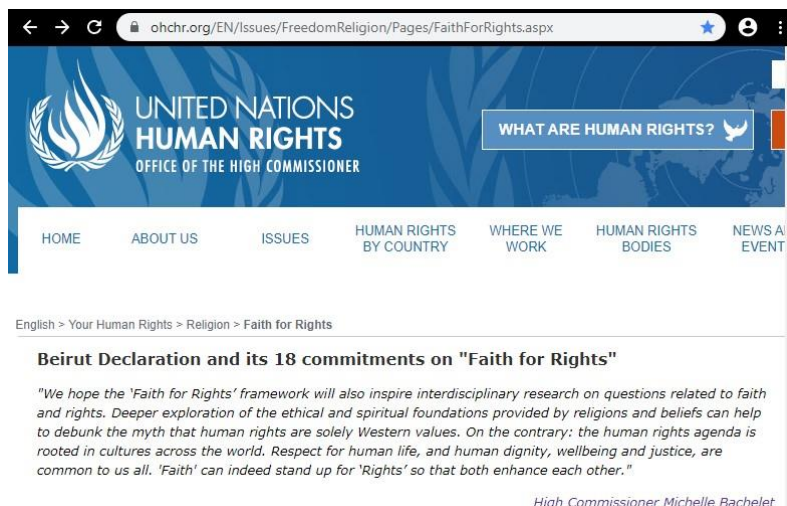 ohchr.org/EN/Issues/FreedomReligion/Pages/FaithForRights.aspx
UNITED NATIONS
HUMAN RIGHTS
OFFICE OF THE HIGH COMMISSIONER
WHAT ARE HUMAN RIGHTS?
HOME
ABOUT US
ISSUES
HUMAN RIGHTS
BY COUNTRY
WHERE WE
WORK
HUMAN RIGHTS
BODIES
NEWS A
EVENT
English > Your Human Rights > Religion > Faith for Rights
Beirut Declaration and its 18 commitments on "Faith for Rights"
"We hope the 'Faith for Rights' framework will also inspire interdisciplinary research on questions related to faith
and rights. Deeper exploration of the ethical and spiritual foundations provided by religions and beliefs can help
to debunk the myth that human rights are solely Western values. On the contrary: the human rights agenda is
rooted in cultures across the world. Respect for human life, and human dignity, wellbeing and justice, are
common to us all. 'Faith' can indeed stand up for 'Rights' so that both enhance each other."
High Commissioner Michelle Bachelet